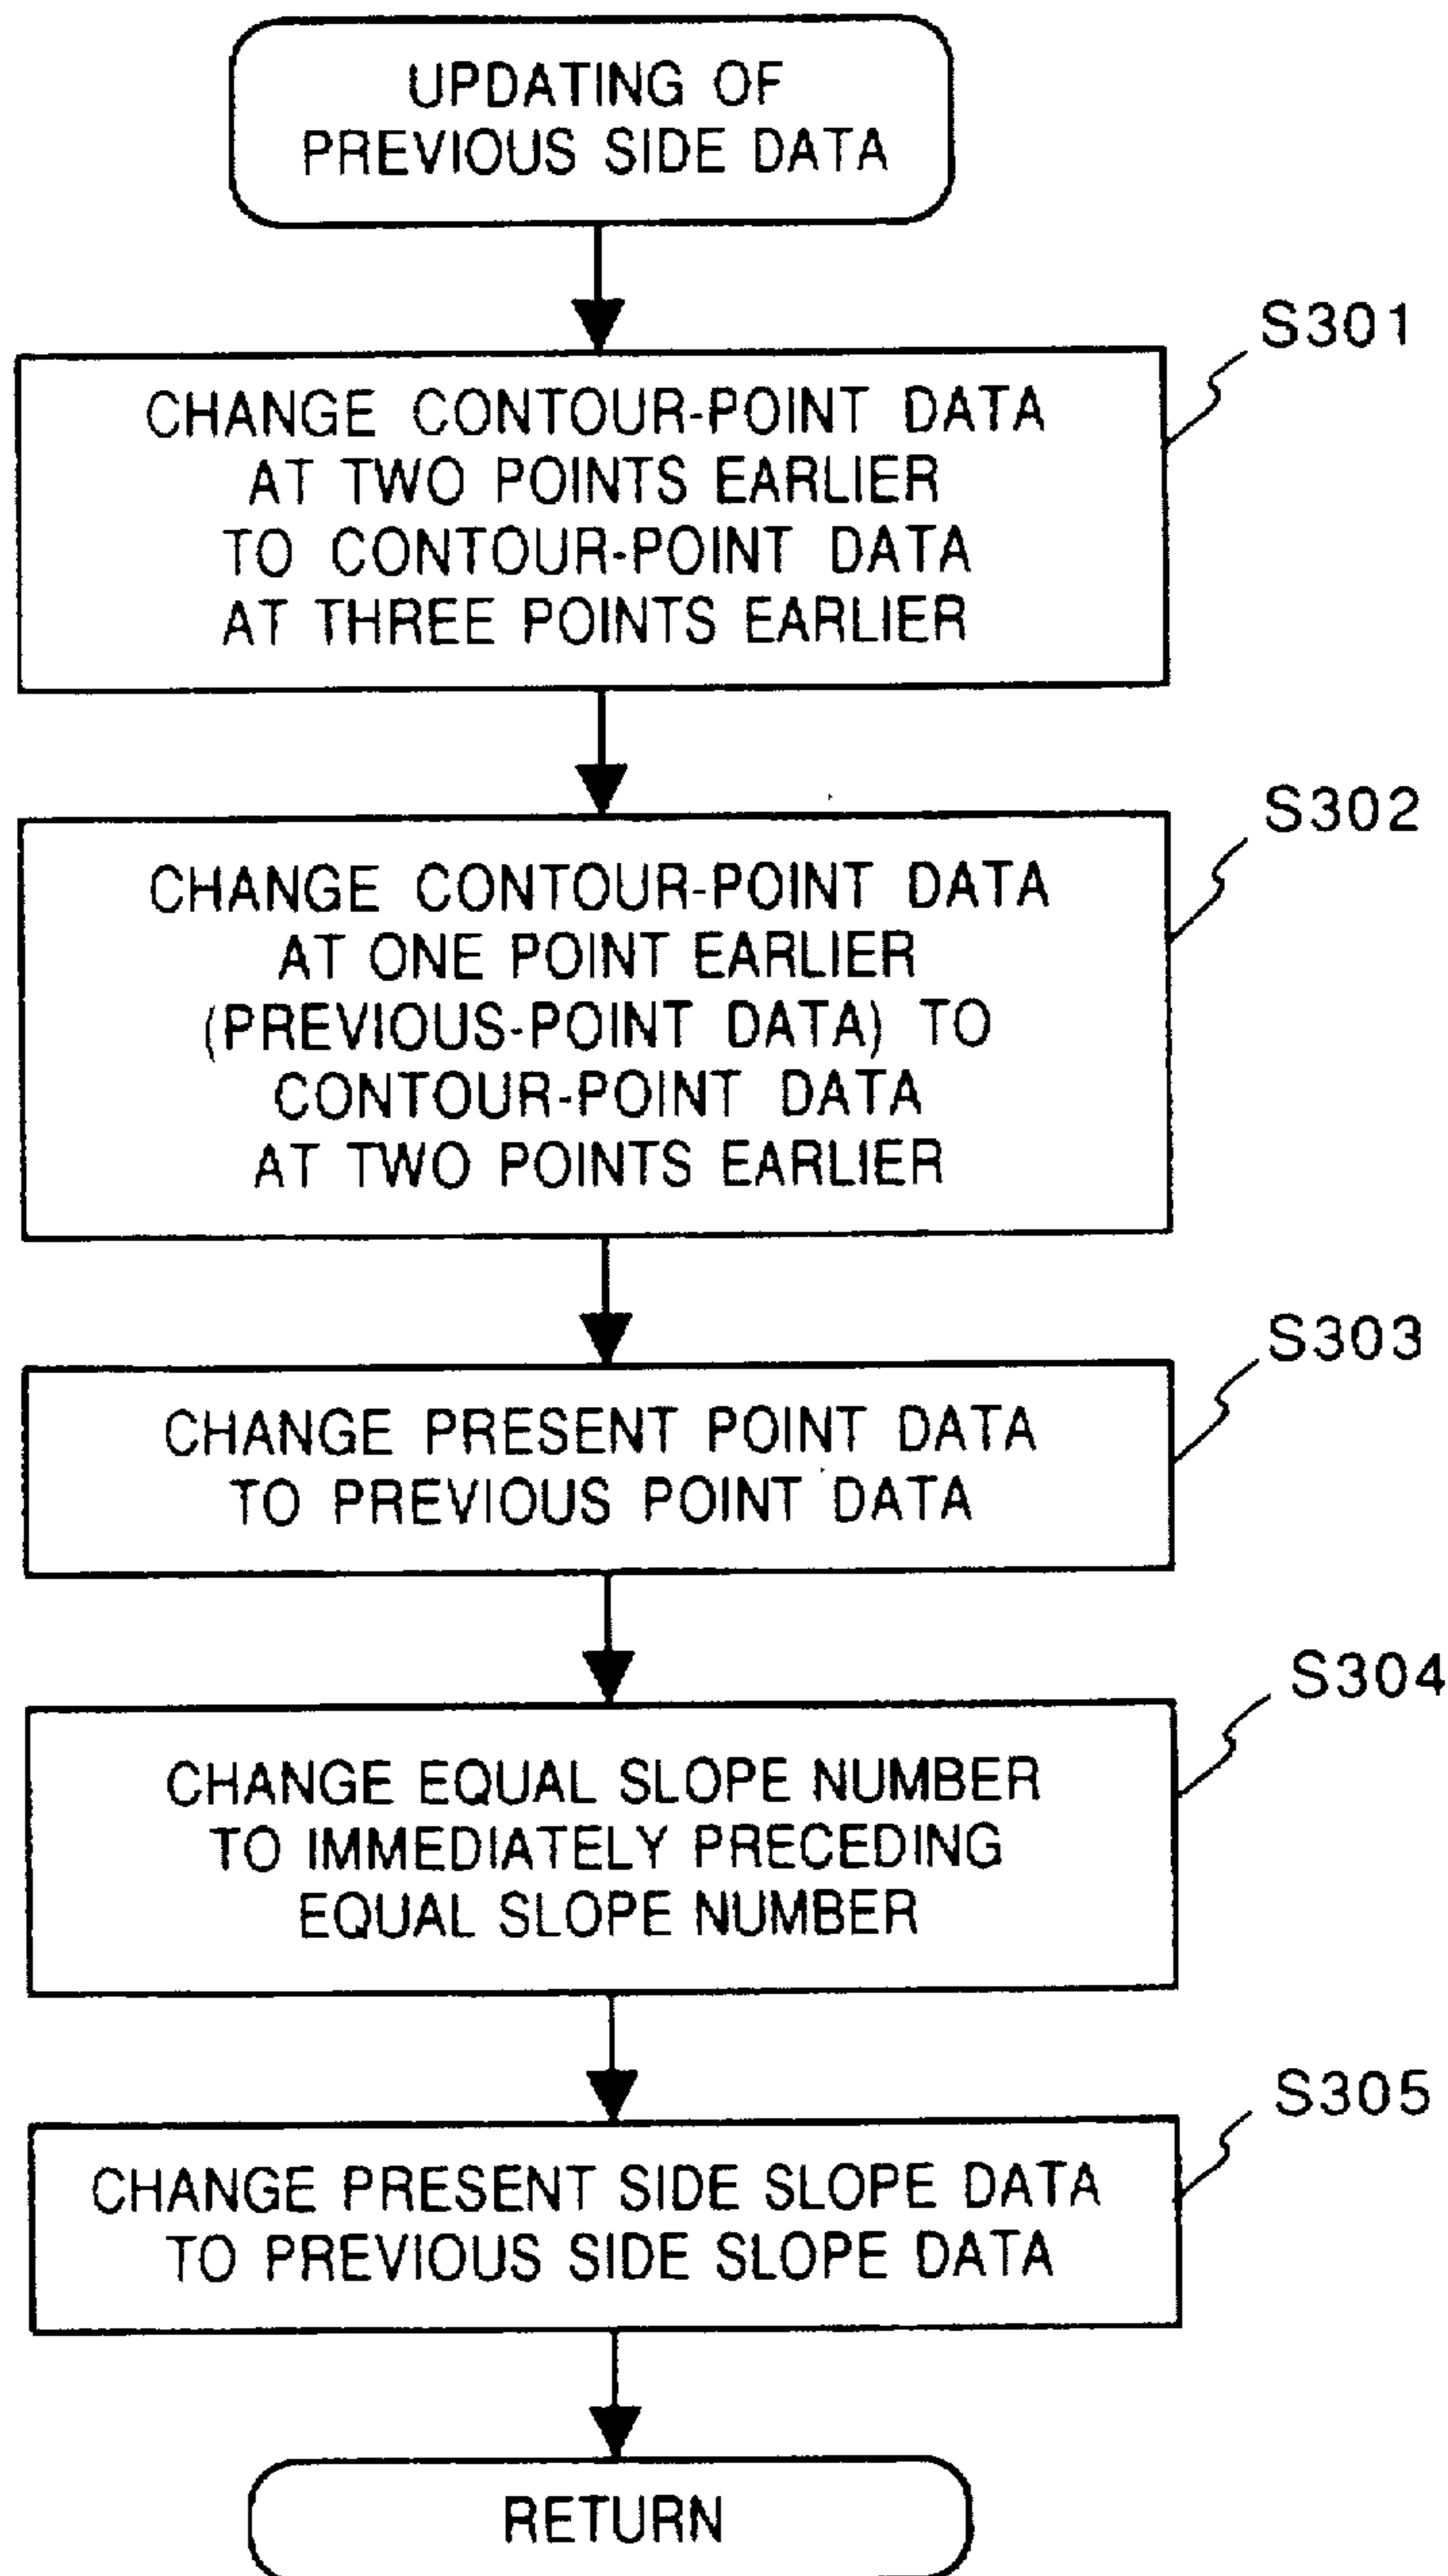 UPDATING OF
PREVIOUS SIDE DATA
S301
CHANGE CONTOUR-POINT DATA
AT TWO POINTS EARLIER
TO CONTOUR-POINT DATA
AT THREE POINTS EARLIER
S302
CHANGE CONTOUR-POINT DATA
AT ONE POINT EARLIER
(PREVIOUS-POINT DATA) TO
CONTOUR-POINT DATA
AT TWO POINTS EARLIER
S303
CHANGE PRESENT POINT DATA
TO PREVIOUS POINT DATA
S304
CHANGE EQUAL SLOPE NUMBER
TO IMMEDIATELY PRECEDING
EQUAL SLOPE NUMBER
S305
CHANGE PRESENT SIDE SLOPE DATA
TO PREVIOUS SIDE SLOPE DATA
RETURN